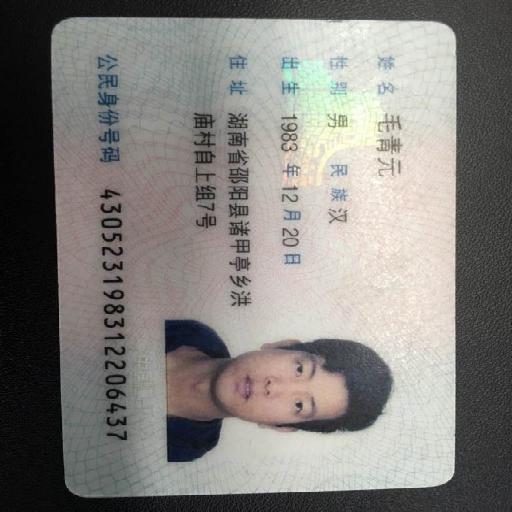 姓名 毛青元
性别 男 民族 汉
出生 1983 年 12 月 20 日
住址 湖南省邵阳县诸甲亭乡洪
庙村自上组7号
公民身份号码 430523198312206437